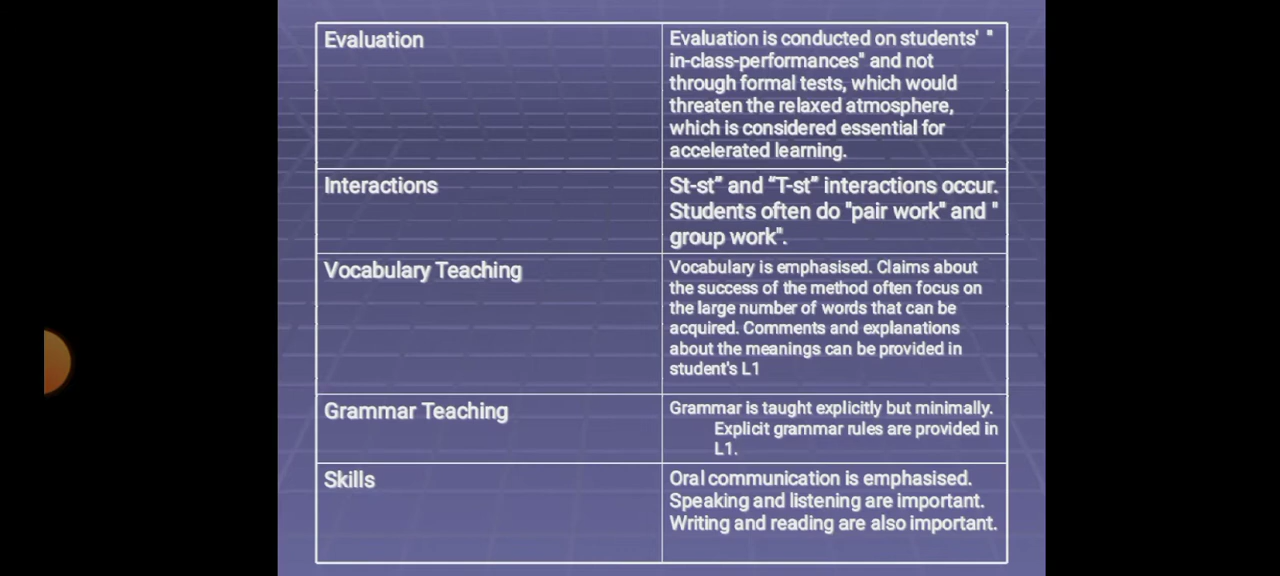 Evaluation
Evaluation is conducted on students' "
in-class-performances" and not
through formal tests, which would
threaten the relaxed atmosphere,
which is considered essential for
accelerated learning.
Interactions
St-st” and “T-st” interactions occur.
Students often do "pair work" and "
group work".
Vocabulary Teaching
Vocabulary is emphasised. Claims about
the success of the method often focus on
the large number of words that can be
acquired. Comments and explanations
about the meanings can be provided in
student's L1
Grammar Teaching
Grammar is taught explicitly but minimally.
Explicit grammar rules are provided in
L1.
Skills
Oral communication is emphasised.
Speaking and listening are important.
Writing and reading are also important.